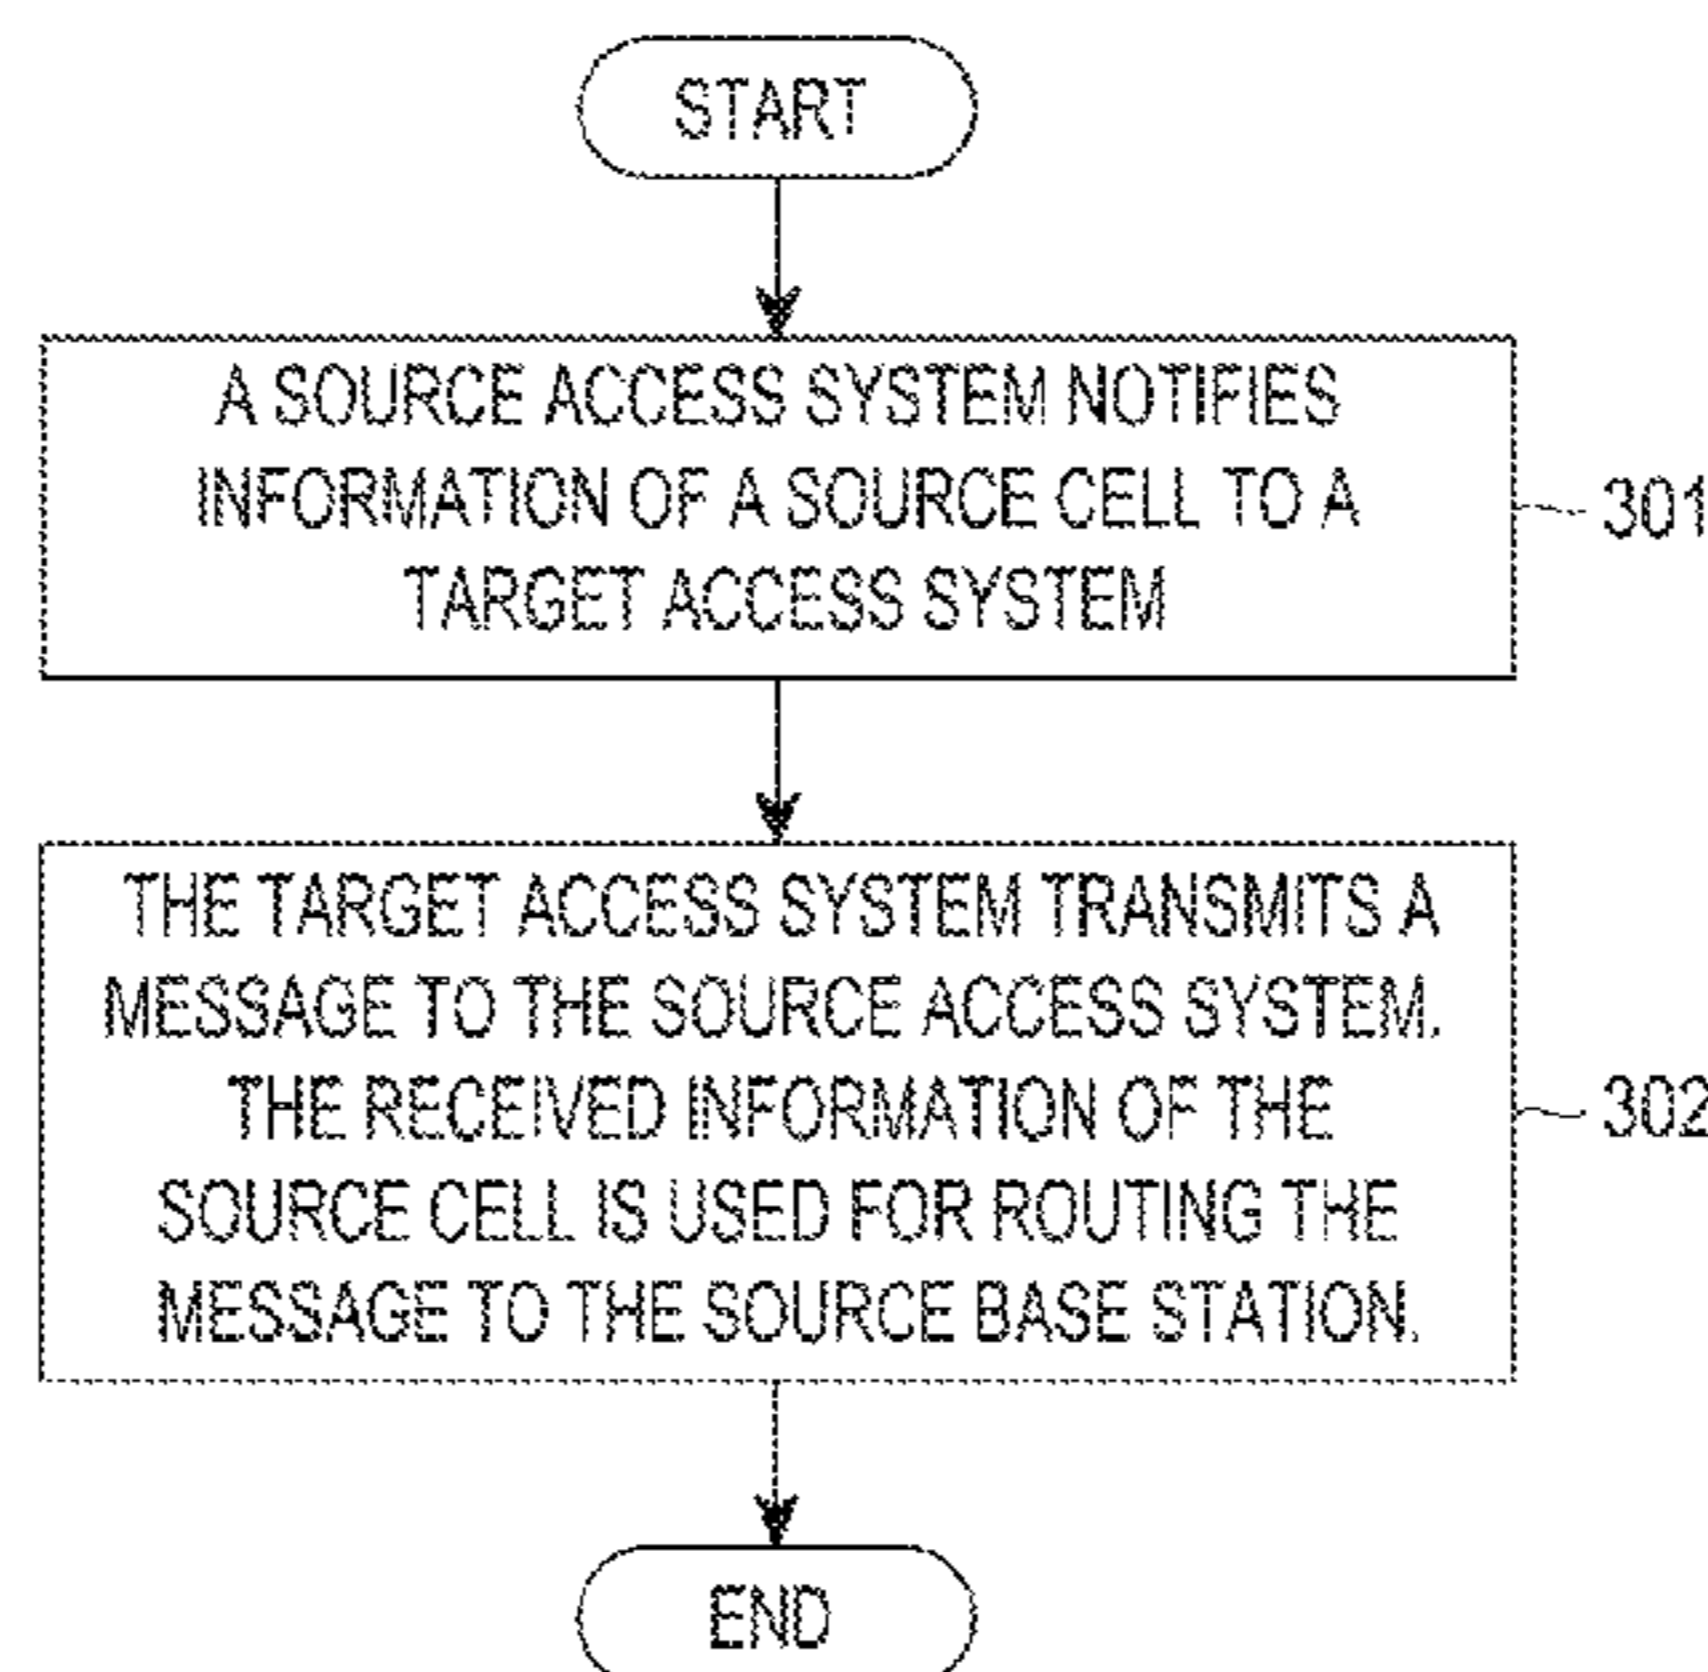 START
A SOURCE ACCESS SYSTEM NOTIFIES
INFORMATION OF A SOURCE CELL TO A
TARGET ACCESS SYSTEM
301
THE TARGET ACCESS SYSTEM TRANSMITS A
MESSAGE TO THE SOURCE ACCESS SYSTEM.
THE RECEIVED INFORMATION OF THE
SOURCE CELL IS USED FOR ROUTING THE
MESSAGE TO THE SOURCE BASE STATION.
302
END